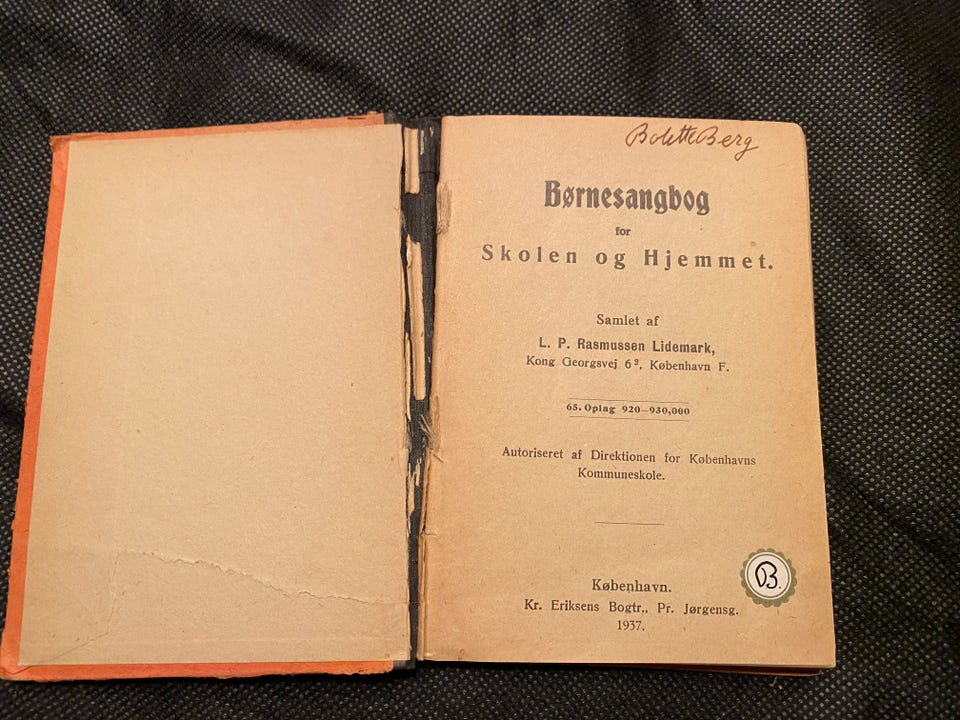 Bolette Berg
Børnesangbog
for
Skolen og Hjemmet.
Samlet af
L. P. Rasmussen Lidemark,
Kong Georgsvej 6², København F.
65. Oplag 920—930,000
Autoriseret af Direktionen for Københavns
Kommuneskole.
København.
Kr. Eriksens Bogtr., Pr. Jørgensg.
1937.
B.